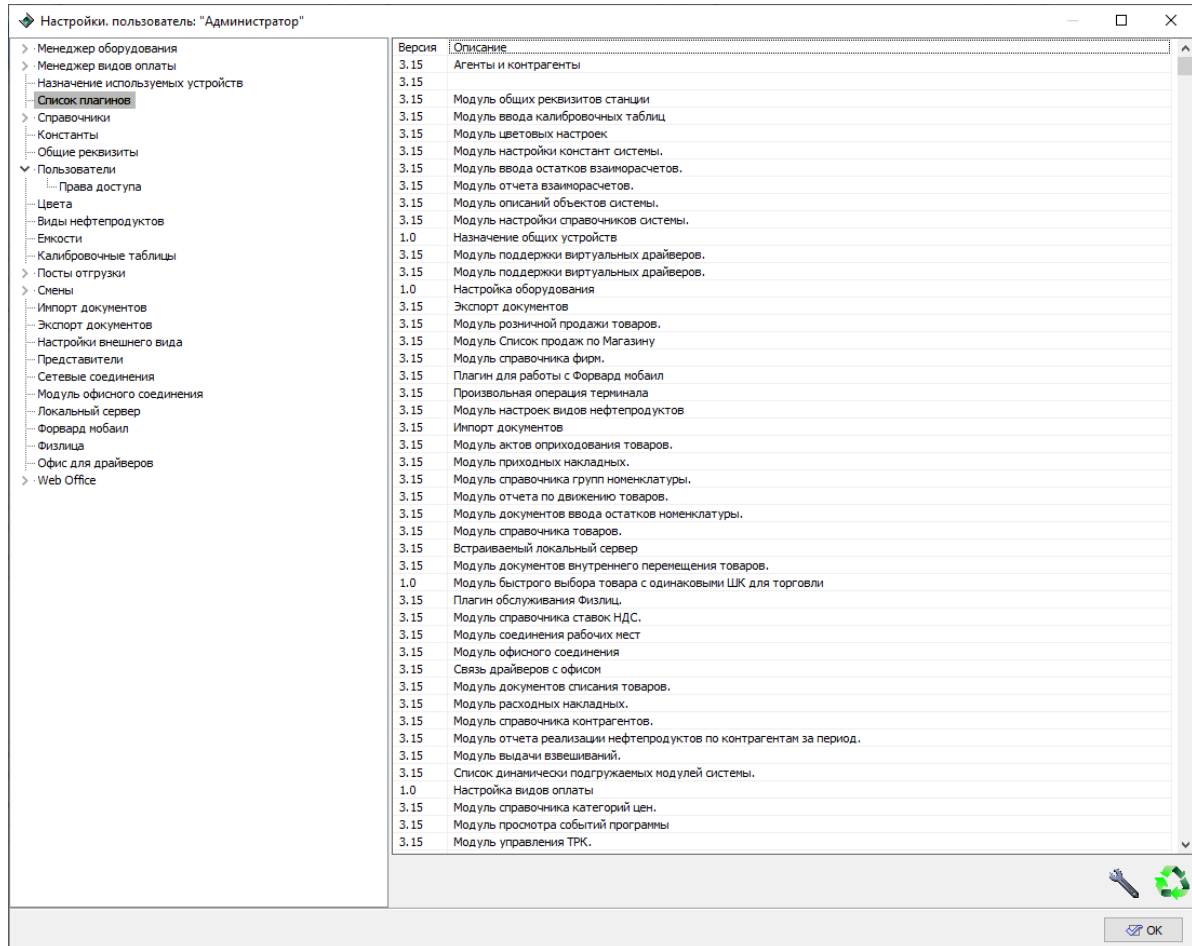 Настройки. пользователь: "Администратор"
Менеджер оборудования
Менеджер видов оплаты
Назначение используемых устройств
Список плагинов
Справочники
Константы
Общие реквизиты
Пользователи
Права доступа
Цвета
Виды нефтепродуктов
Емкости
Калибровочные таблицы
Посты отгрузки
Смены
Импорт документов
Экспорт документов
Настройки внешнего вида
Представители
Сетевые соединения
Модуль офисного соединения
Локальный сервер
Форвард мобаил
Физлица
Офис для драйверов
Web Office
Версия Описание
3.15 Агенты и контрагенты
3.15
3.15 Модуль общих реквизитов станции
3.15 Модуль ввода калибровочных таблиц
3.15 Модуль цветовых настроек
3.15 Модуль настройки констант системы.
3.15 Модуль ввода остатков взаиморасчетов.
3.15 Модуль отчета взаиморасчетов.
3.15 Модуль описаний объектов системы.
3.15 Модуль настройки справочников системы.
1.0 Назначение общих устройств
3.15 Модуль поддержки виртуальных драйверов.
3.15 Модуль поддержки виртуальных драйверов.
1.0 Настройка оборудования
3.15 Экспорт документов
3.15 Модуль розничной продажи товаров.
3.15 Модуль Список продаж по Магазину
3.15 Модуль справочника фирм.
3.15 Плагин для работы с Форвард мобаил
3.15 Произвольная операция терминала
3.15 Модуль настроек видов нефтепродуктов
3.15 Импорт документов
3.15 Модуль актов оприходования товаров.
3.15 Модуль приходных накладных.
3.15 Модуль справочника групп номенклатуры.
3.15 Модуль отчета по движению товаров.
3.15 Модуль документов ввода остатков номенклатуры.
3.15 Модуль справочника товаров.
3.15 Встраиваемый локальный сервер
3.15 Модуль документов внутреннего перемещения товаров.
1.0 Модуль быстрого выбора товара с одинаковыми ШК для торговли
3.15 Плагин обслуживания Физлиц.
3.15 Модуль справочника ставок НДС.
3.15 Модуль соединения рабочих мест
3.15 Модуль офисного соединения
3.15 Связь драйверов с офисом
3.15 Модуль документов списания товаров.
3.15 Модуль расходных накладных.
3.15 Модуль справочника контрагентов.
3.15 Модуль отчета реализации нефтепродуктов по контрагентам за период.
3.15 Модуль выдачи взвешиваний.
3.15 Список динамически подгружаемых модулей системы.
1.0 Настройка видов оплаты
3.15 Модуль справочника категорий цен.
3.15 Модуль просмотра событий программы
3.15 Модуль управления ТРК.
OK